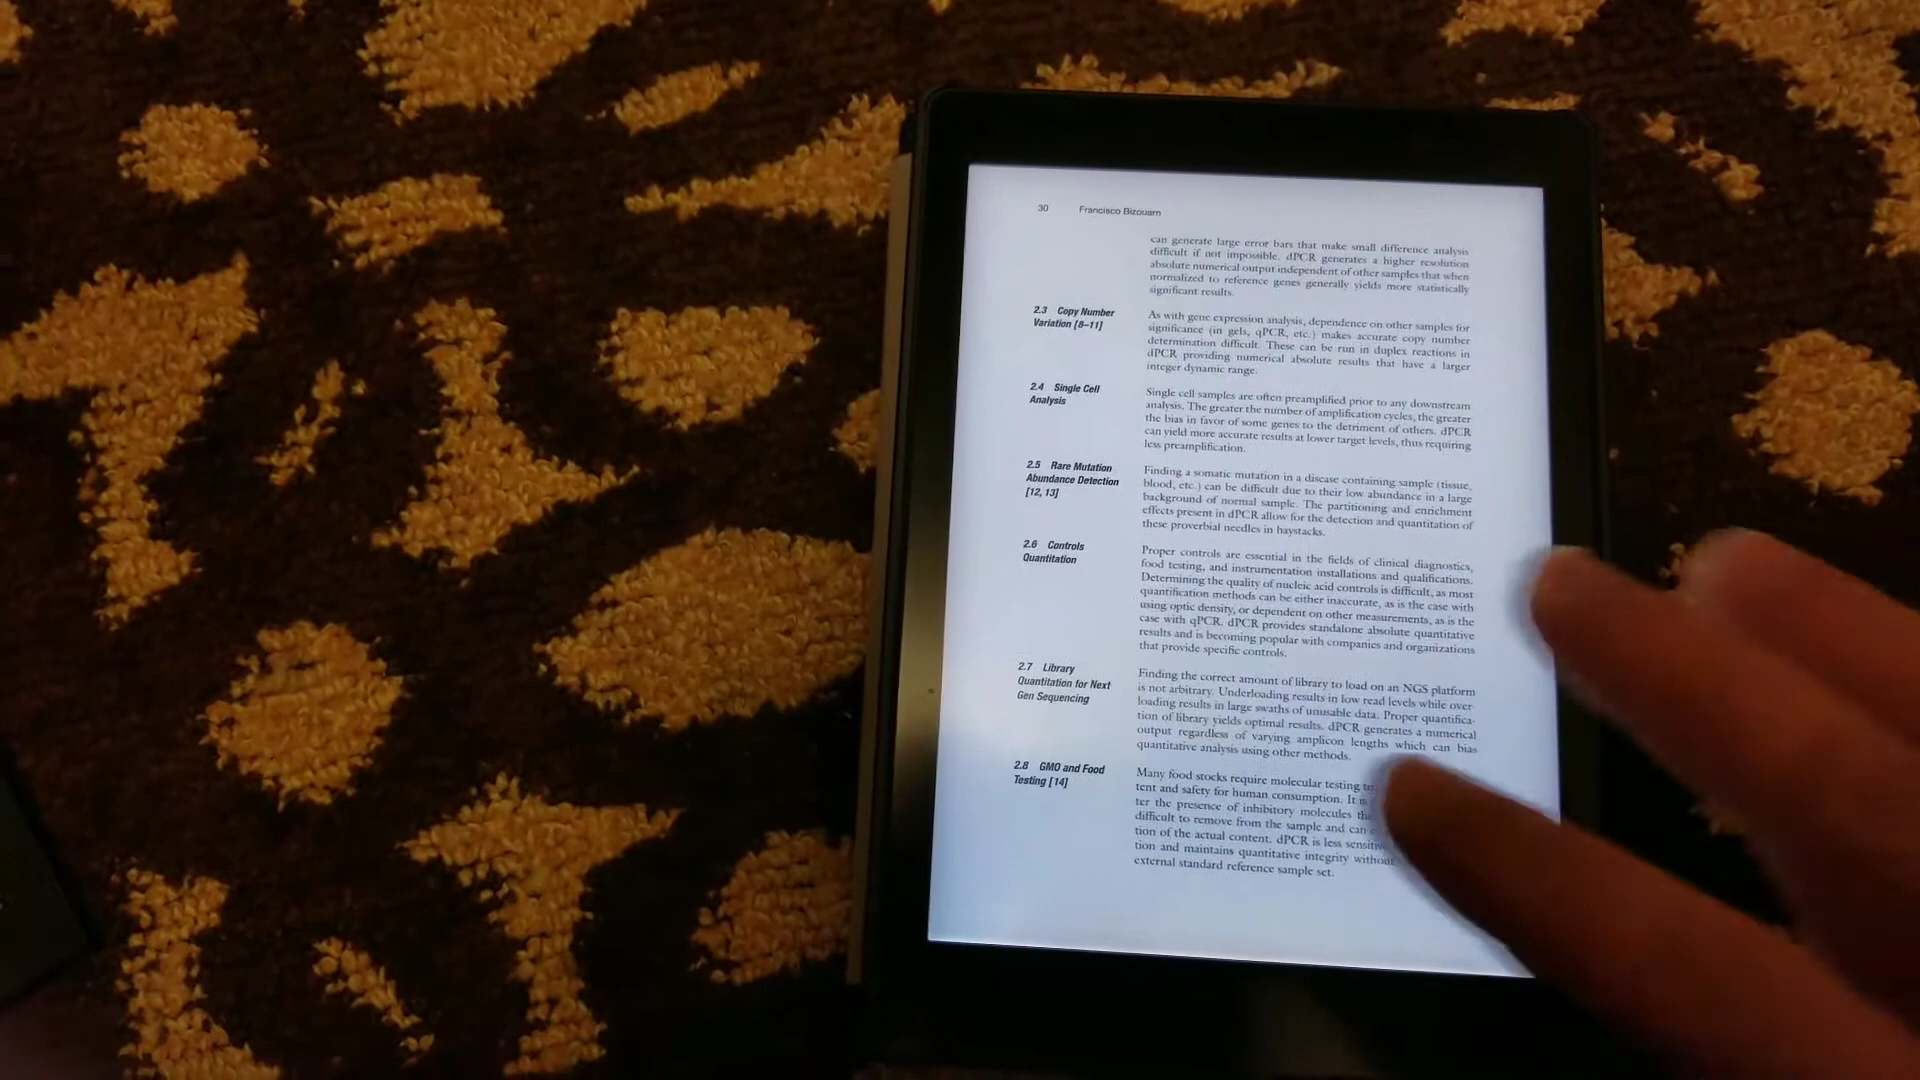 30 Francisco Bizouarn
can generate large error bars that make small difference analysis
difficult if not impossible. dPCR generates a higher resolution
absolute numerical output independent of other samples that when
normalized to reference genes generally yields more statistically
significant results.
2.3 Copy Number
Variation [8–11]
As with gene expression analysis, dependence on other samples for
significance (in gels, qPCR, etc.) makes accurate copy number
determination difficult. These can be run in duplex reactions in
dPCR providing numerical absolute results that have a larger
integer dynamic range.
2.4 Single Cell
Analysis
Single cell samples are often preamplified prior to any downstream
analysis. The greater the number of amplification cycles, the greater
the bias in favor of some genes to the detriment of others. dPCR
can yield more accurate results at lower target levels, thus requiring
less preamplification.
2.5 Rare Mutation
Abundance Detection
[12, 13]
Finding a somatic mutation in a disease containing sample (tissue,
blood, etc.) can be difficult due to their low abundance in a large
background of normal sample. The partitioning and enrichment
effects present in dPCR allow for the detection and quantitation of
these proverbial needles in haystacks.
2.6 Controls
Quantitation
Proper controls are essential in the fields of clinical diagnostics,
food testing, and instrumentation installations and qualifications.
Determining the quality of nucleic acid controls is difficult, as most
quantification methods can be either inaccurate, as is the case with
using optic density, or dependent on other measurements, as is the
case with qPCR. dPCR provides standalone absolute quantitative
results and is becoming popular with companies and organizations
that provide specific controls.
2.7 Library
Quantitation for Next
Gen Sequencing
Finding the correct amount of library to load on an NGS platform
is not arbitrary. Underloading results in low read levels while over-
loading results in large swaths of unusable data. Proper quantifica-
tion of library yields optimal results. dPCR generates a numerical
output regardless of varying amplicon lengths which can bias
quantitative analysis using other methods.
2.8 GMO and Food
Testing [14]
Many food stocks require molecular testing
tent and safety for human consumption. It
ter the presence of inhibitory molecules
difficult to remove from the sample and can
tion of the actual content. dPCR is less
tion and maintains quantitative integrity
external standard reference sample set.